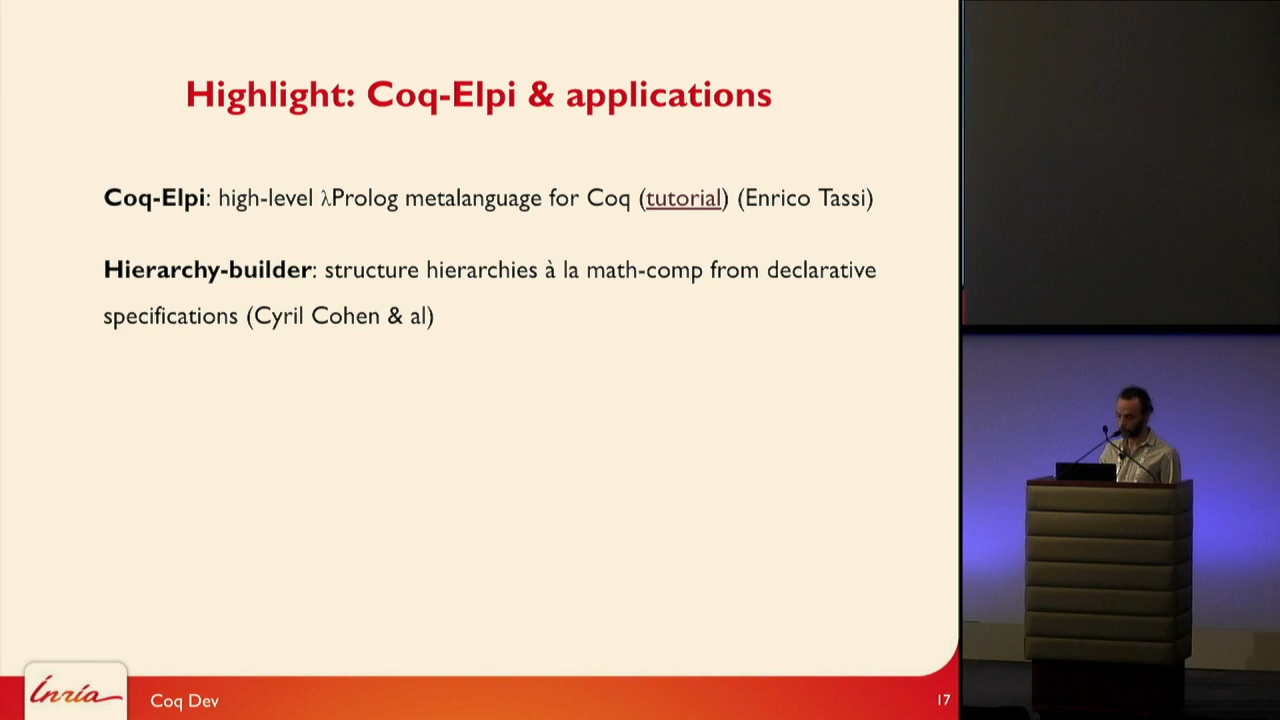 Highlight: Coq-Elpi & applications
Coq-Elpi: high-level λProlog metalanguage for Coq (tutorial) (Enrico Tassi)
Hierarchy-builder: structure hierarchies à la math-comp from declarative
specifications (Cyril Cohen & al)
Inria
Coq Dev
17